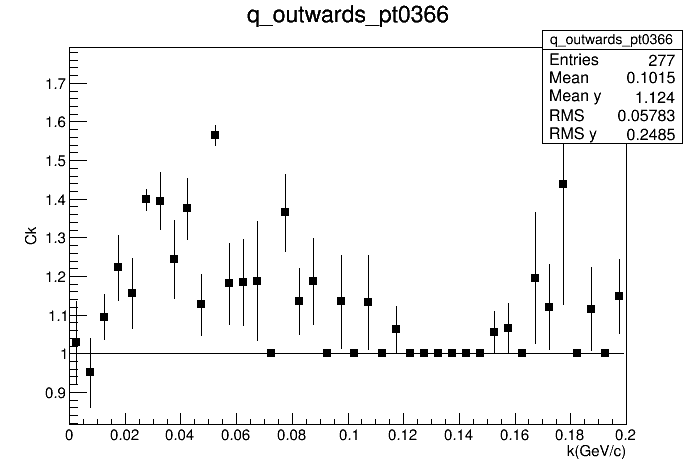 q_outwards_pt0366
q_outwards_pt0366
Entries 277
Mean 0.1015
Mean y 1.124
RMS 0.05783
RMS y 0.2485
Ck
1.7
1.6
1.5
1.4
1.3
1.2
1.1
1
0.9
0 0.02 0.04 0.06 0.08 0.1 0.12 0.14 0.16 0.18 0.2
k(GeV/c)